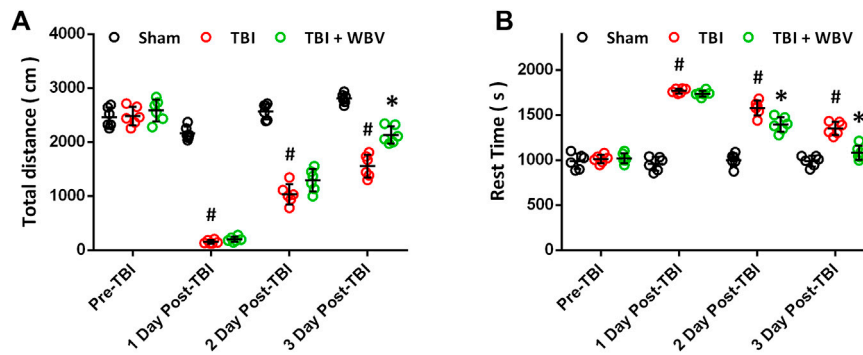 A
Sham TBI TBI + WBV
Total distance ( cm )
4000
3000
2000
1000
0
#
#
#
*
Pre-TBI
1 Day Post-TBI
2 Day Post-TBI
3 Day Post-TBI
B
Sham TBI TBI + WBV
Rest Time ( s )
2000
1500
1000
500
0
#
#
*
#
*
Pre-TBI
1 Day Post-TBI
2 Day Post-TBI
3 Day Post-TBI